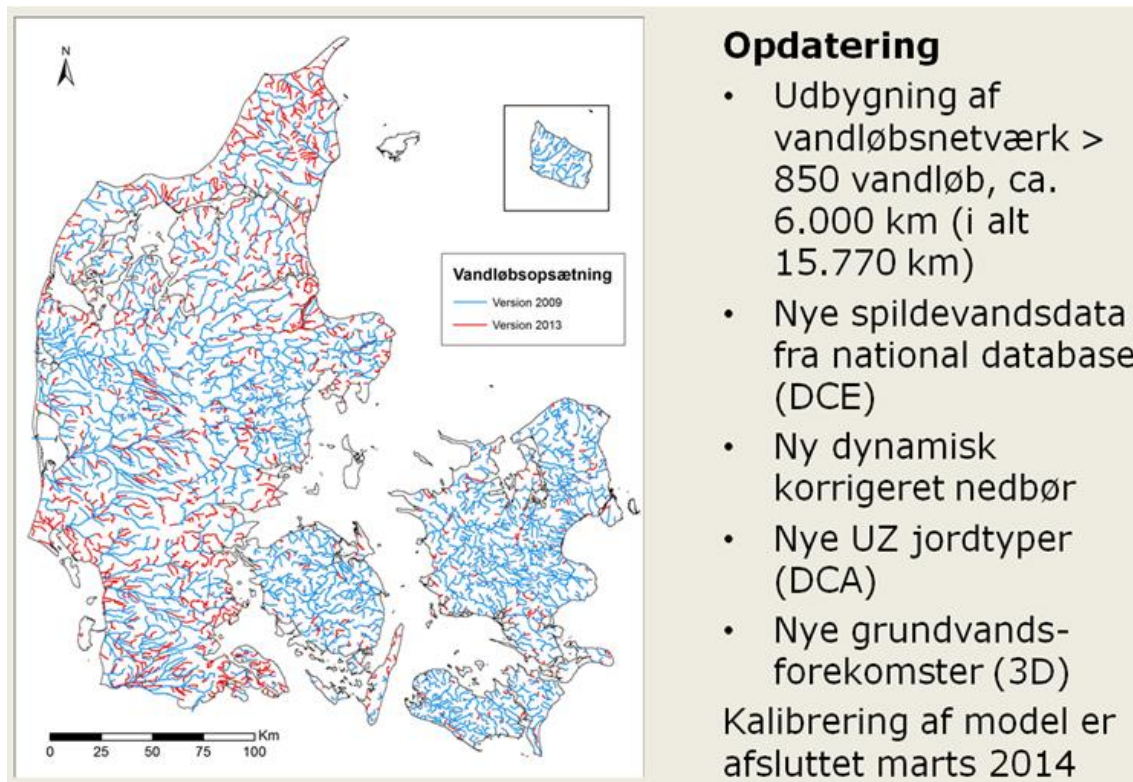 N
Vandløbsopsætning
Version 2009
Version 2013
Km
0 25 50 75 100
Opdatering
• Udbygning af
vandløbsnetværk >
850 vandløb, ca.
6.000 km (i alt
15.770 km)
• Nye spildevandsdata
fra national database
(DCE)
• Ny dynamisk
korrigeret nedbør
• Nye UZ jordtyper
(DCA)
• Nye grundvands-
forekomster (3D)
Kalibrering af model er
afsluttet marts 2014